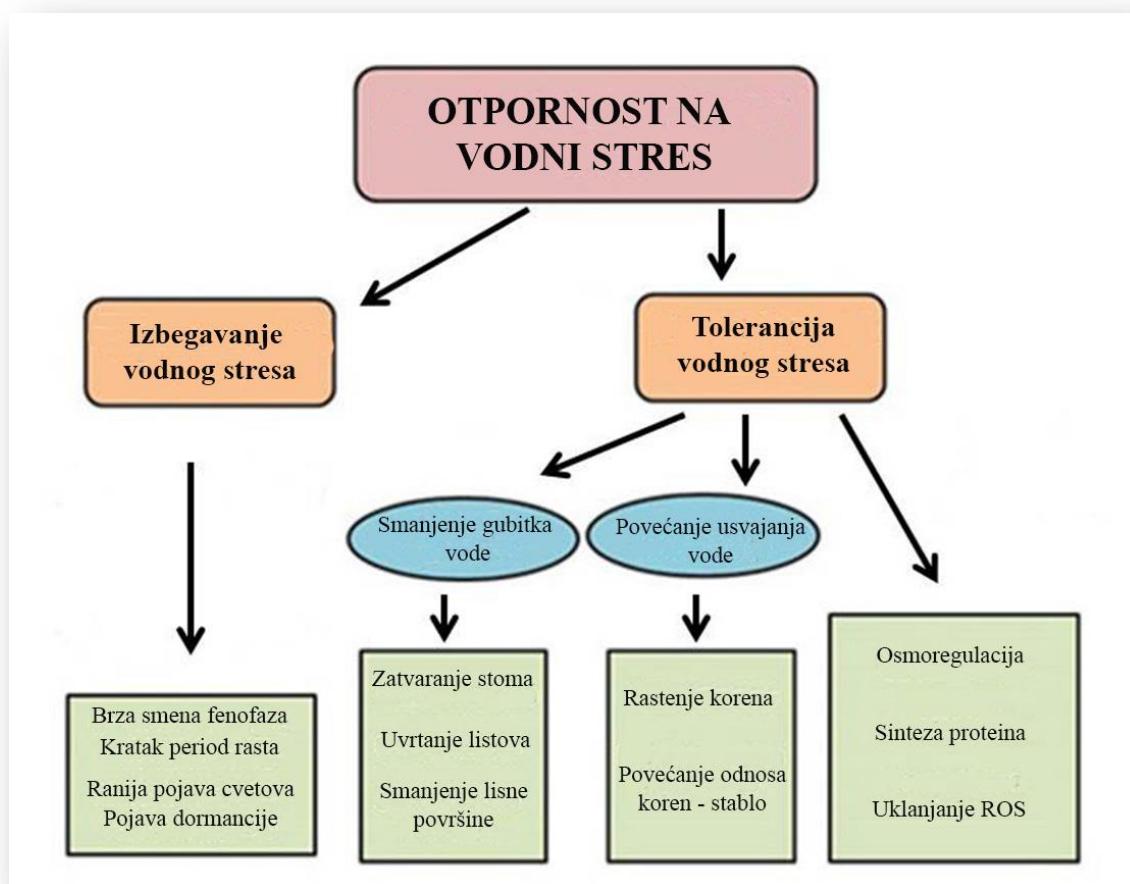 OTPORNOST NA
VODNI STRES
Izbegavanje
vodnog stresa
Tolerancija
vodnog stresa
Smanjenje gubitka
vode
Povećanje usvajanja
vode
Brza smena fenofaza
Kratak period rasta
Ranija pojava cvetova
Pojava dormancije
Zatvaranje stoma
Uvrtanje listova
Smanjenje lisne
površine
Rastenje korena
Povećanje odnosa
koren - stablo
Osmoregulacija
Sinteza proteina
Uklanjanje ROS